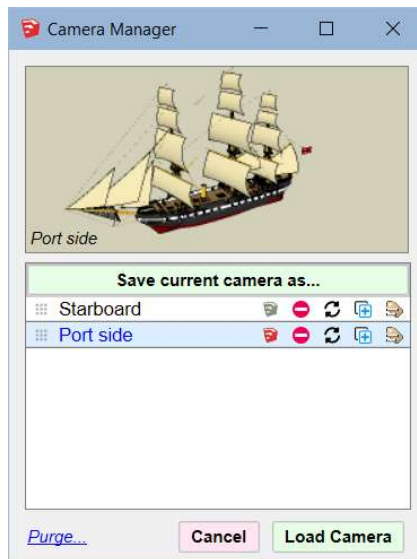 Camera Manager
Port side
Save current camera as...
Starboard
Port side
Purge...
Cancel
Load Camera